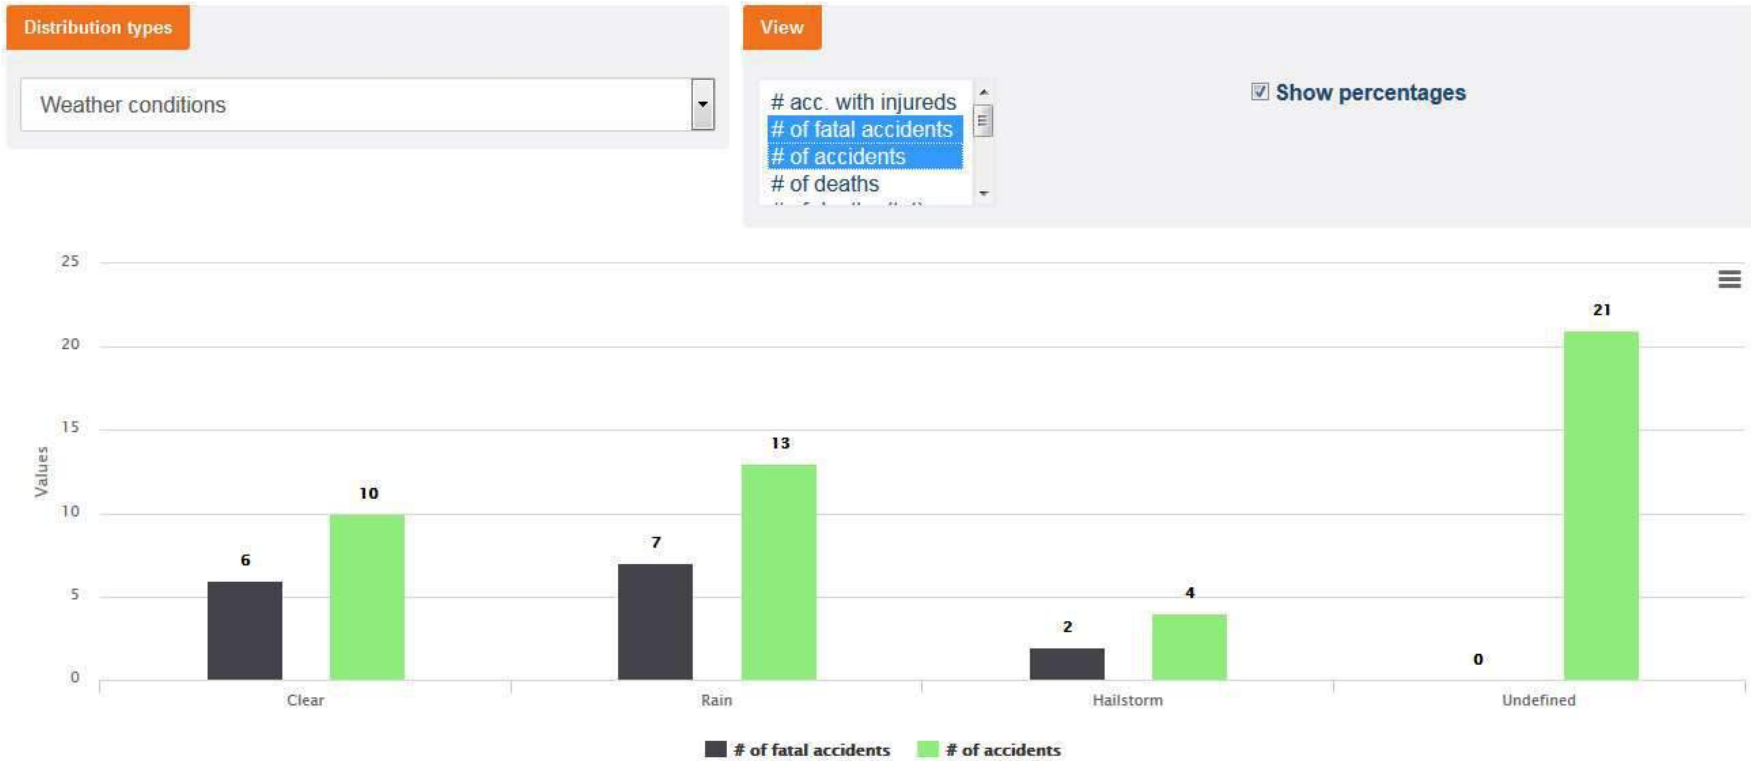 Distribution types
View
Weather conditions
# acc. with injureds
# of fatal accidents
# of accidents
# of deaths
Show percentages
25
20
15
10
5
0
Values
6
10
7
13
2
4
0
21
Clear
Rain
Hailstorm
Undefined
# of fatal accidents
# of accidents